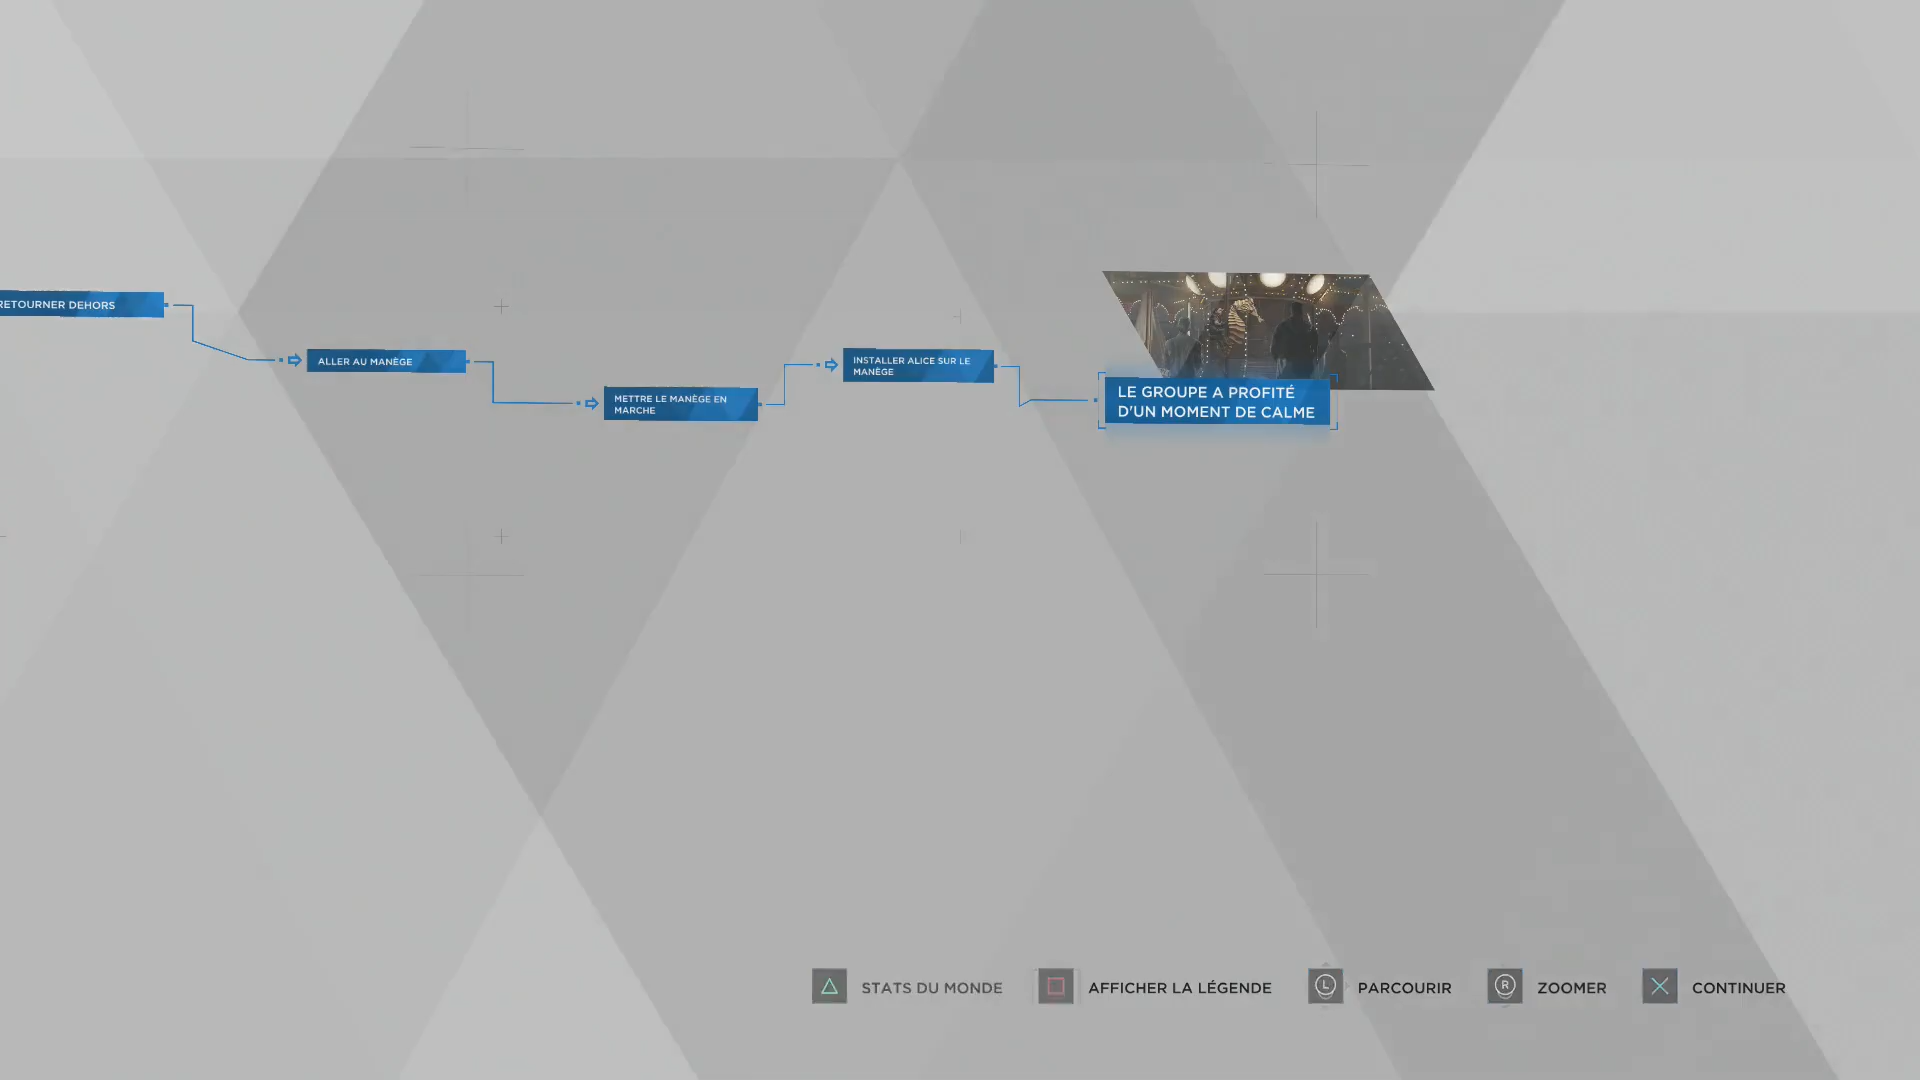 RETOURNER DEHORS
ALLER AU MANÈGE
METTRE LE MANÈGE EN
MARCHE
INSTALLER ALICE SUR LE
MANÈGE
LE GROUPE A PROFITÉ
D'UN MOMENT DE CALME
STATS DU MONDE
AFFICHER LA LÉGENDE
L
PARCOURIR
R
ZOOMER
CONTINUER